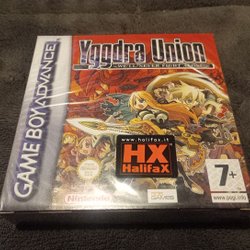 GAME BOY ADVANCE
Yggdra Union
WE'LL NEVER FIGHT ALONE
www.halifax.it
HX
HalifaX
Nintendo
GAMES
7+
www.pegi.info